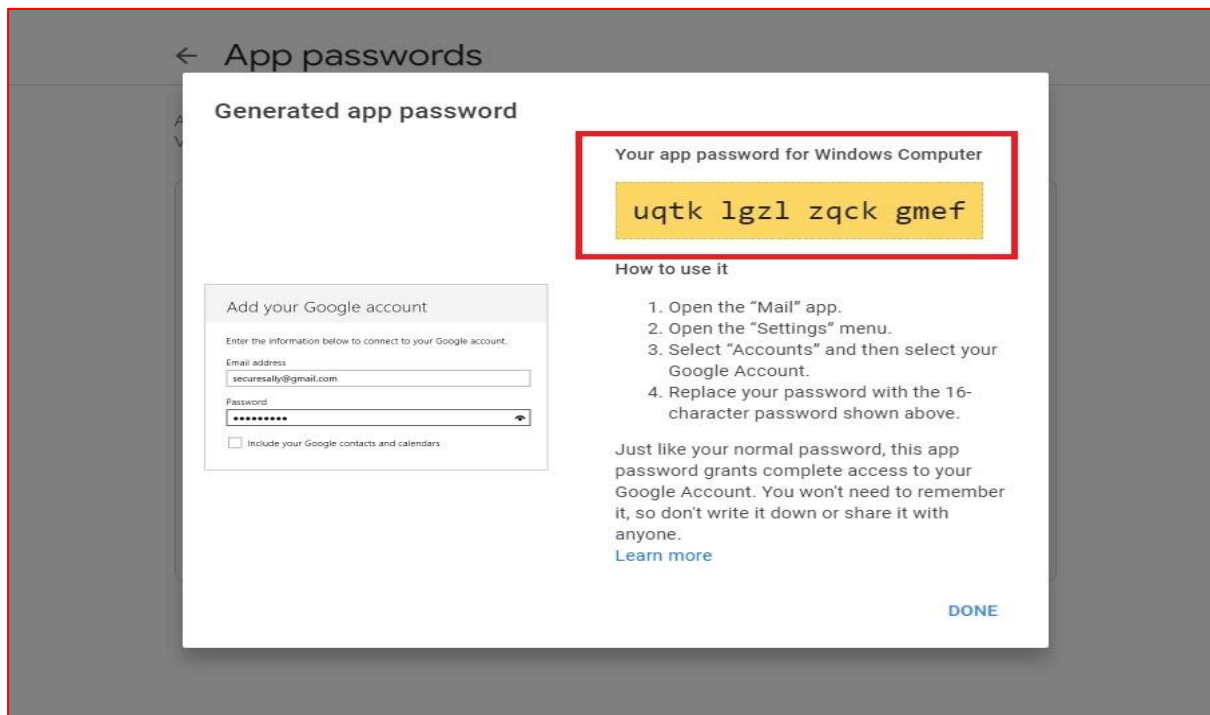 ← App passwords
A
V
Generated app password
Your app password for Windows Computer
uqtk lgzl zqck gmef
How to use it
1. Open the “Mail” app.
2. Open the “Settings” menu.
3. Select “Accounts” and then select your
Google Account.
4. Replace your password with the 16-
character password shown above.
Just like your normal password, this app
password grants complete access to your
Google Account. You won't need to remember
it, so don't write it down or share it with
anyone.
Learn more
Add your Google account
Enter the information below to connect to your Google account.
Email address
securesally@gmail.com
Password
•••••••••
Include your Google contacts and calendars
DONE